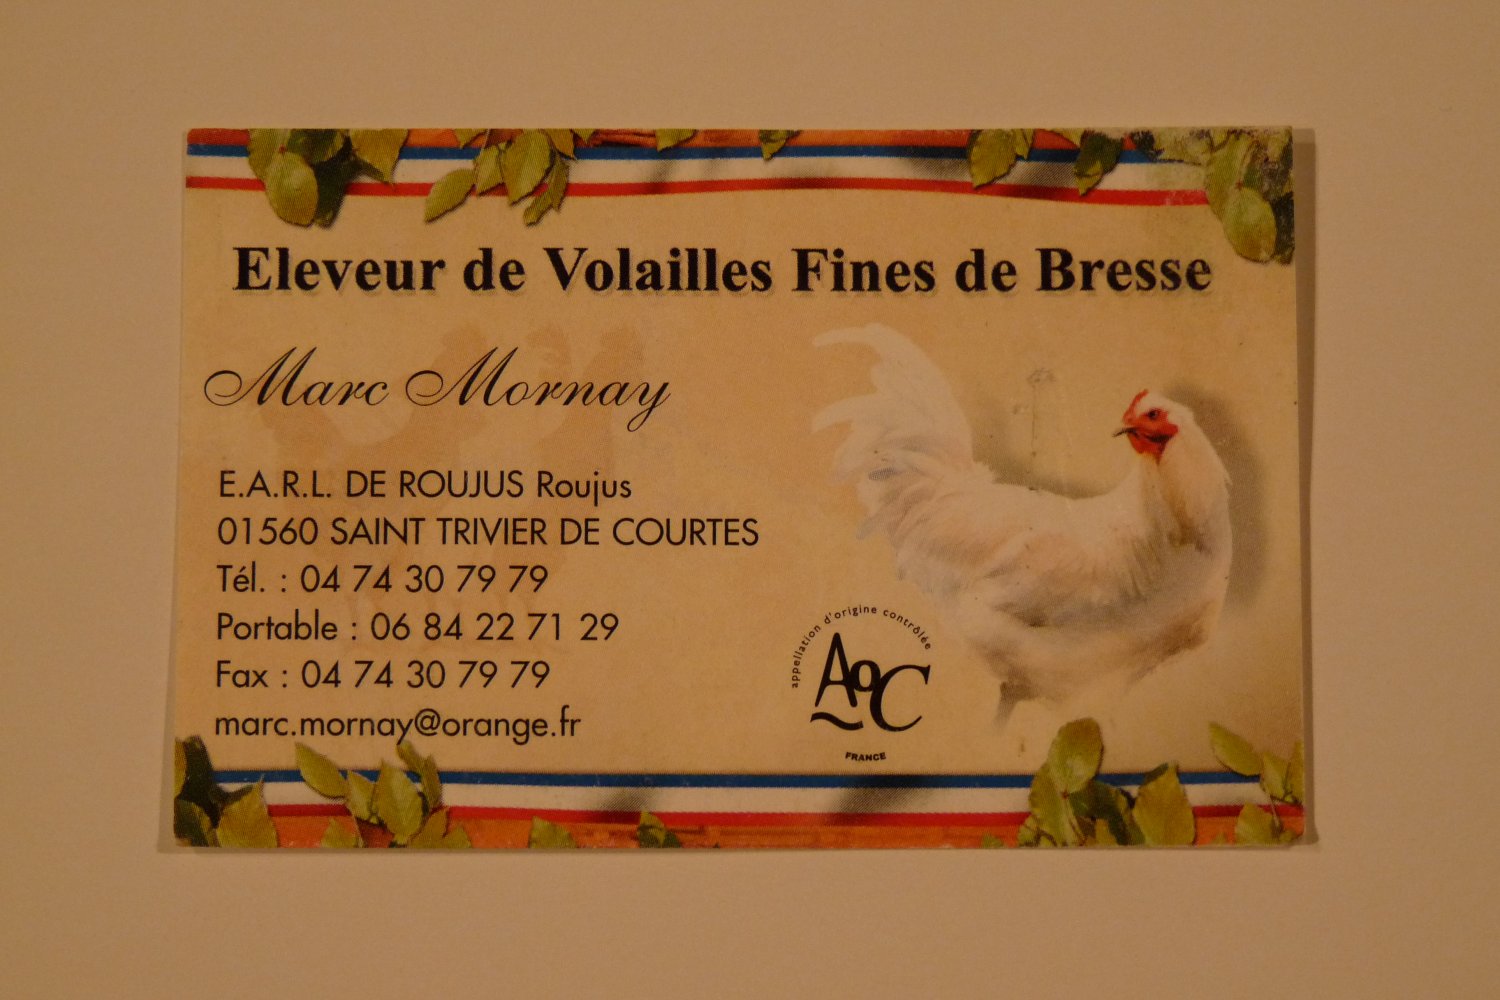 Eleveur de Volailles Fines de Bresse
Marc Mornay
E.A.R.L. DE ROUJUS Roujus
01560 SAINT TRIVIER DE COURTES
Tél. : 04 74 30 79 79
Portable : 06 84 22 71 29
Fax : 04 74 30 79 79
marc.mornay@orange.fr
appellation d'origine contrôlée
AOC
FRANCE